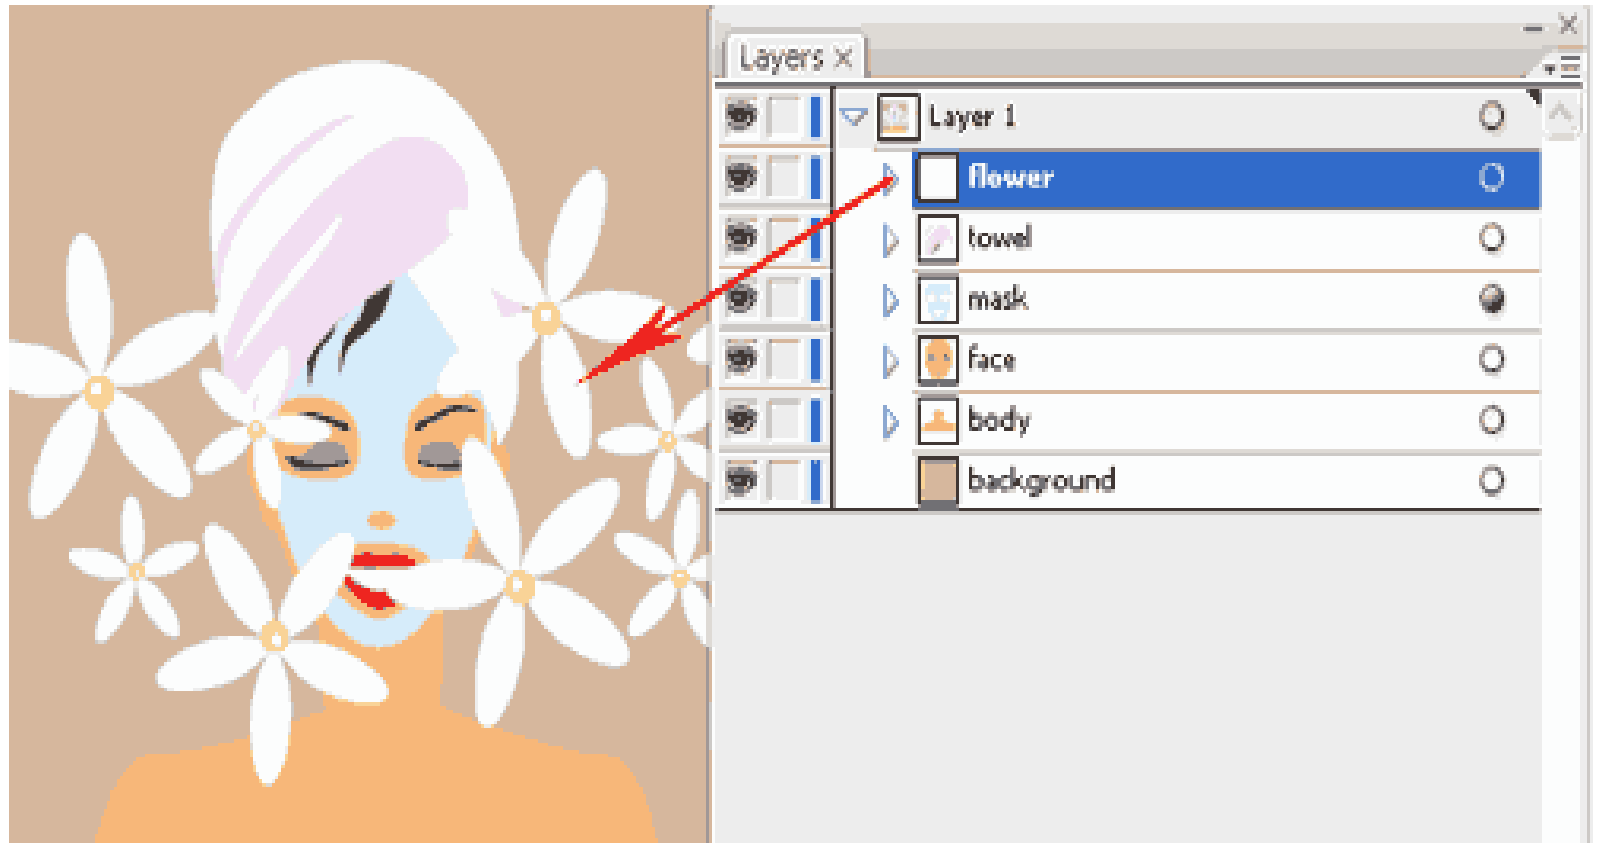 Layers
Layer 1
flower
towel
mask
face
body
background